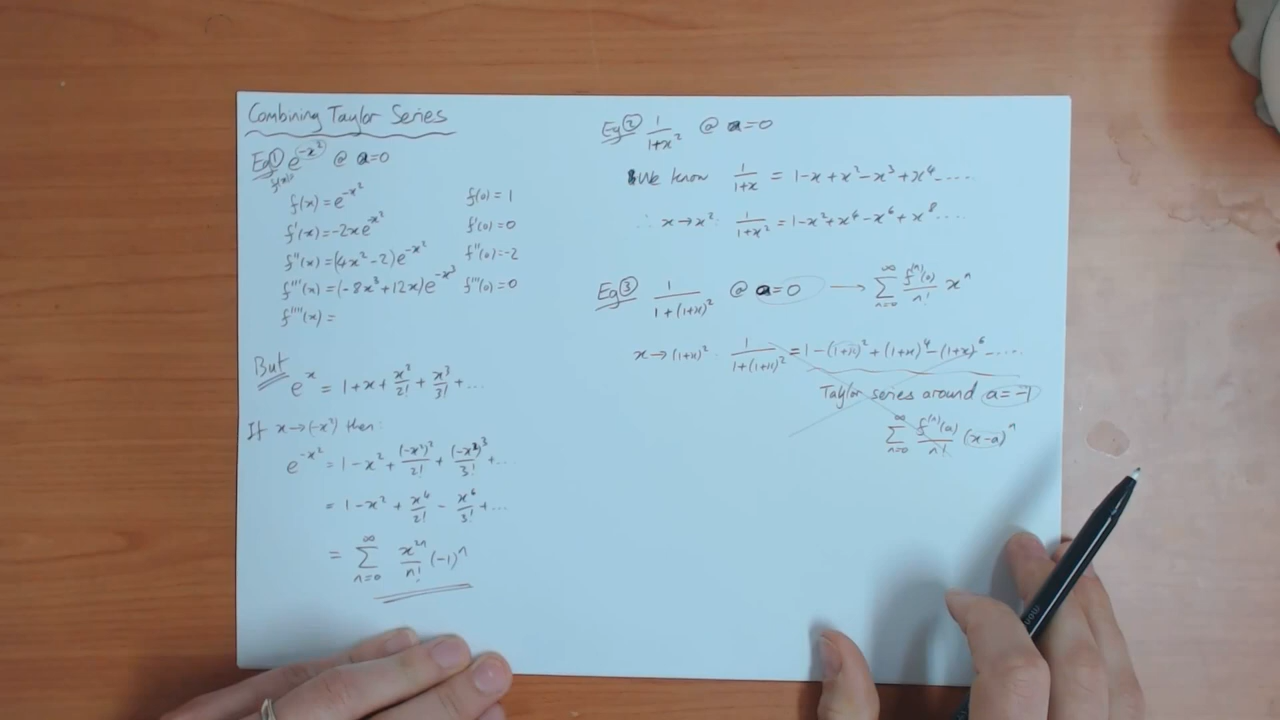 Combining Taylor Series
Eg① e^{-x²} @ a=0
f(x)
f(x) = e^{-x²} f(0) = 1
f'(x) = -2xe^{-x²} f'(0) = 0
f''(x) = (4x²-2)e^{-x²} f''(0) = -2
f'''(x) = (-8x³+12x)e^{-x³} f'''(0) = 0
f''''(x) =
But
e^x = 1 + x + x²/2! + x³/3! + ...
If x → (-x²) then:
e^{-x²} = 1 - x² + (-x²)²/2! + (-x²)³/3! + ...
= 1 - x² + x⁴/2! - x⁶/3! + ...
= ∞∑n=0 x^{2n}/n! (-1)^n
Eg② 1/(1+x²) @ a=0
We know 1/(1+x) = 1-x+x²-x³+x⁴.....
∴ x → x²: 1/(1+x²) = 1-x²+x⁴-x⁶+x⁸....
Eg③ 1/(1+(1+x)²) @ a=0 → ∞∑n=0 f^{(n)}(0)/n! x^n
x → (1+x)²: 1/(1+(1+x)²) = 1-(1+x)²+(1+x)⁴-(1+x)⁶.....
Taylor series around a=-1
∞∑n=0 f^{(n)}(a)/n! (x-a)^n